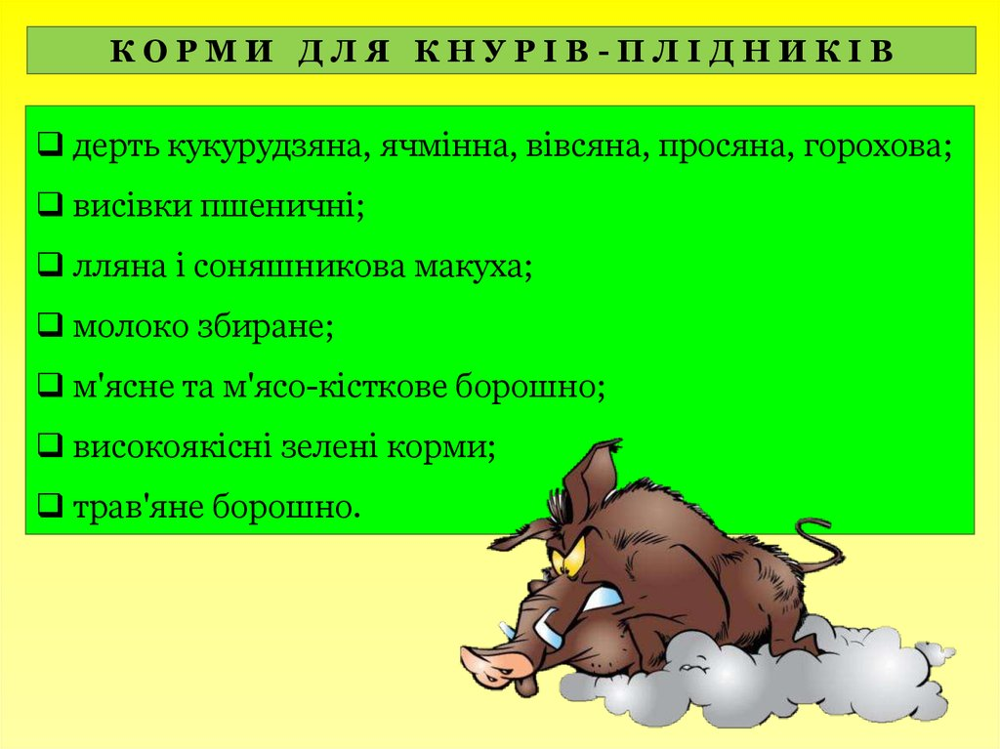 КОРМИ ДЛЯ КНУРІВ-ПЛІДНИКІВ
дерть кукурудзяна, ячмінна, вівсяна, просяна, горохова;
висівки пшеничні;
лляна і соняшникова макуха;
молоко збиране;
м'ясне та м'ясо-кісткове борошно;
високоякісні зелені корми;
трав'яне борошно.